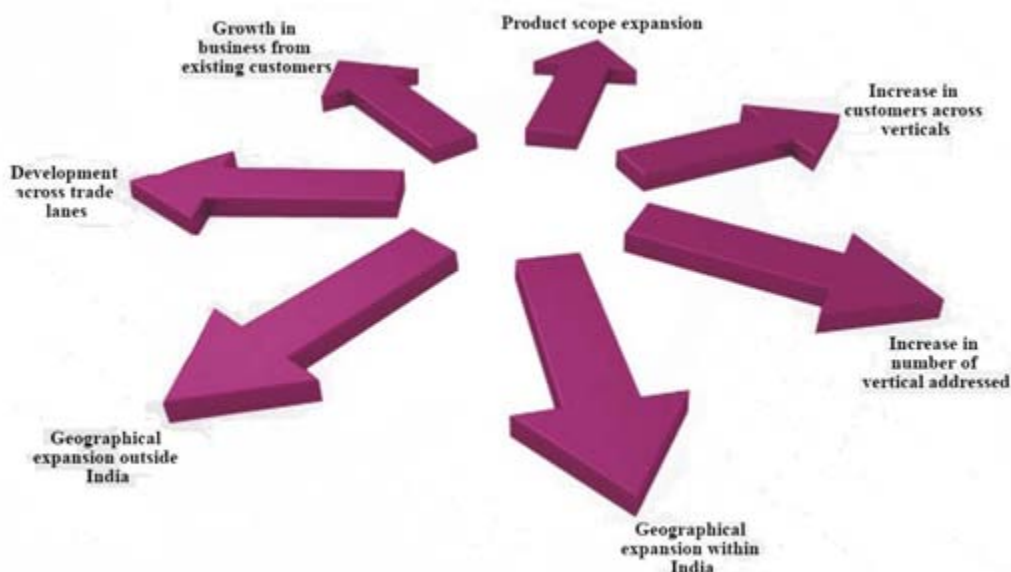 Growth in
business from
existing customers
Product scope expansion
Increase in
customers across
verticals
Development
across trade
lanes
Increase in
number of
vertical addressed
Geographical
expansion outside
India
Geographical
expansion within
India